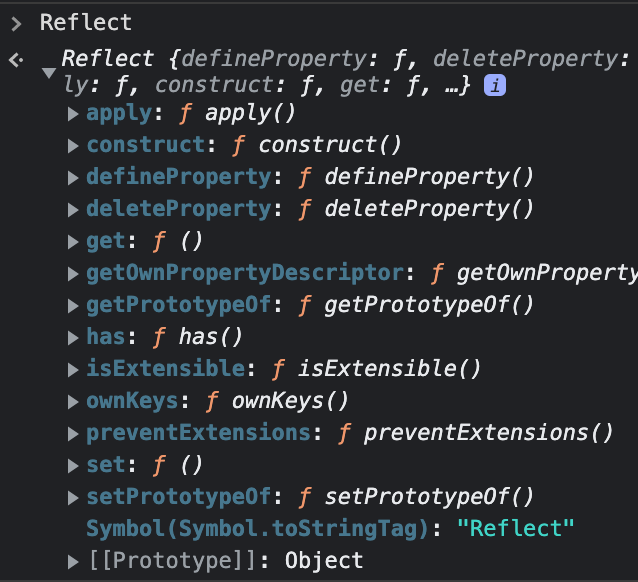 > Reflect
Reflect {defineProperty: ƒ, deleteProperty:
ly: ƒ, construct: ƒ, get: ƒ, …} i
apply: ƒ apply()
construct: ƒ construct()
defineProperty: ƒ defineProperty()
deleteProperty: ƒ deleteProperty()
get: ƒ ()
getOwnPropertyDescriptor: ƒ getOwnProperty
getPrototypeOf: ƒ getPrototypeOf()
has: ƒ has()
isExtensible: ƒ isExtensible()
ownKeys: ƒ ownKeys()
preventExtensions: ƒ preventExtensions()
set: ƒ ()
setPrototypeOf: ƒ setPrototypeOf()
Symbol(Symbol.toStringTag): "Reflect"
[[Prototype]]: Object